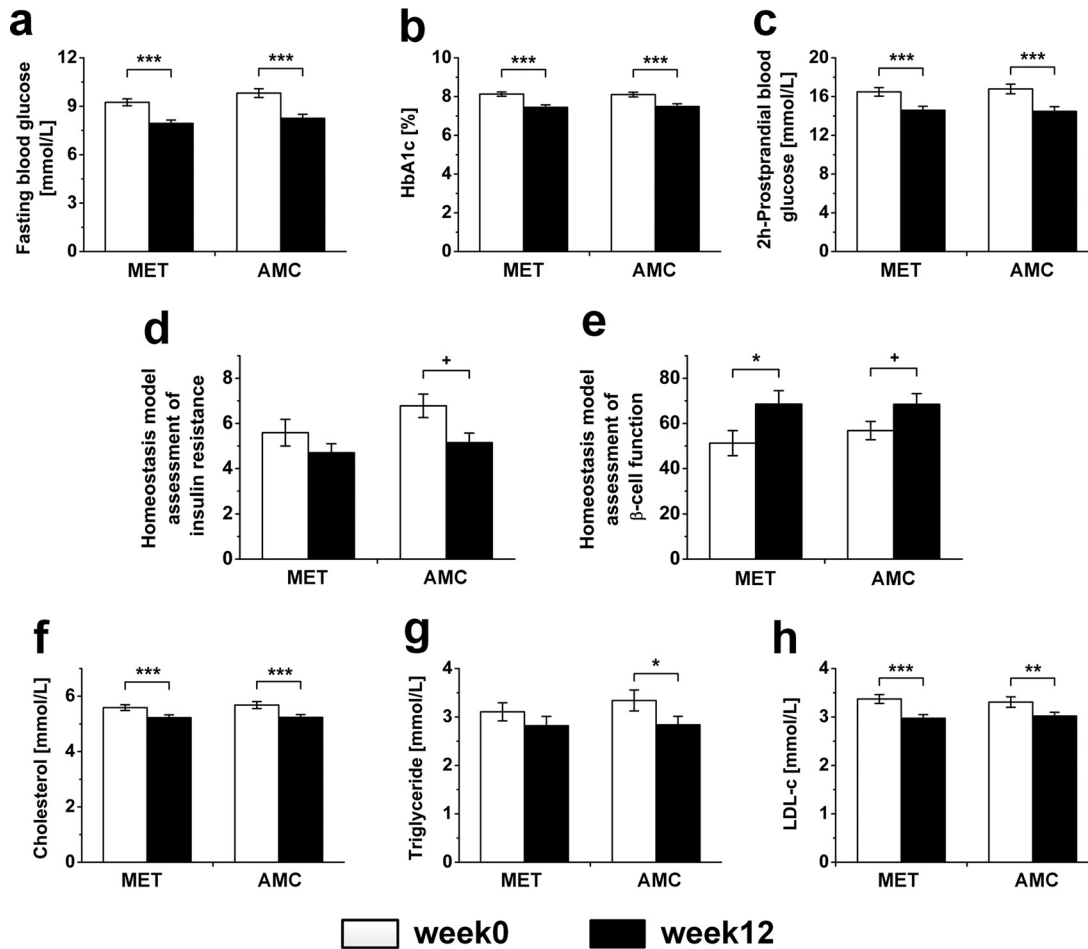 a
Fasting blood glucose
[mmol/L]
12
9
6
3
0
***
***
MET
AMC
b
HbA1c [%]
10
8
6
4
2
0
***
***
MET
AMC
c
2h-Prostprandial blood
glucose [mmol/L]
20
16
12
8
4
0
***
***
MET
AMC
d
Homeostasis model
assessment of
insulin resistance
8
6
4
2
0
+
MET
AMC
e
Homeostasis model
assessment of
β-cell function
80
60
40
20
0
*
+
MET
AMC
f
Cholesterol [mmol/L]
6
4
2
0
***
***
MET
AMC
g
Triglyceride [mmol/L]
4
3
2
1
0
*
MET
AMC
h
LDL-c [mmol/L]
4
3
2
1
0
***
**
MET
AMC
week0
week12